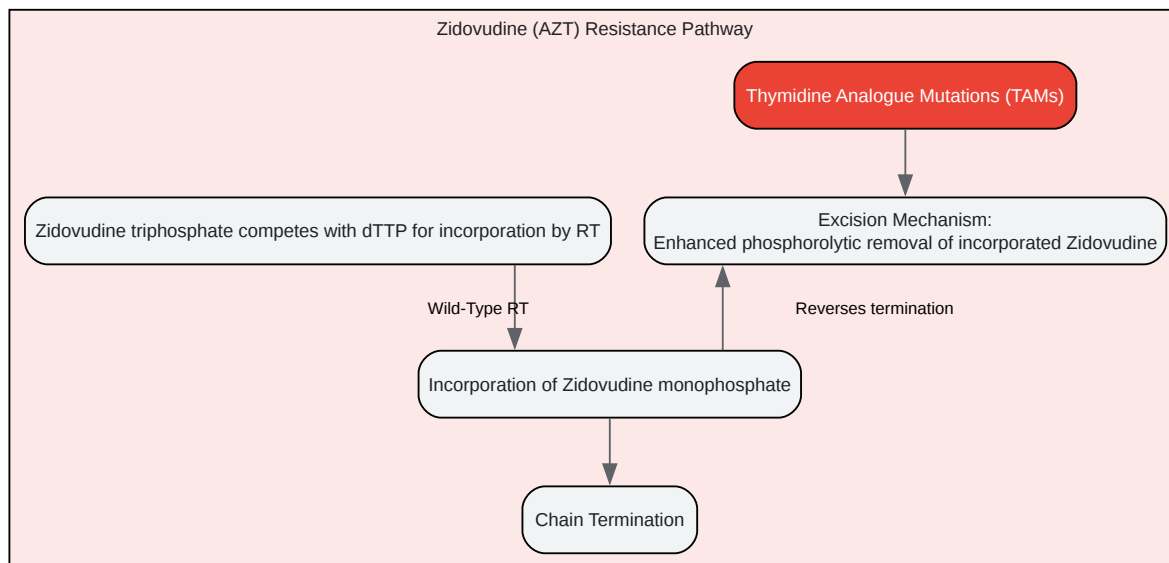 Zidovudine (AZT) Resistance Pathway
Thymidine Analogue Mutations (TAMs)
Zidovudine triphosphate competes with dTTP for incorporation by RT
Excision Mechanism:
Enhanced phosphorolytic removal of incorporated Zidovudine
Wild-Type RT
Reverses termination
Incorporation of Zidovudine monophosphate
Chain Termination